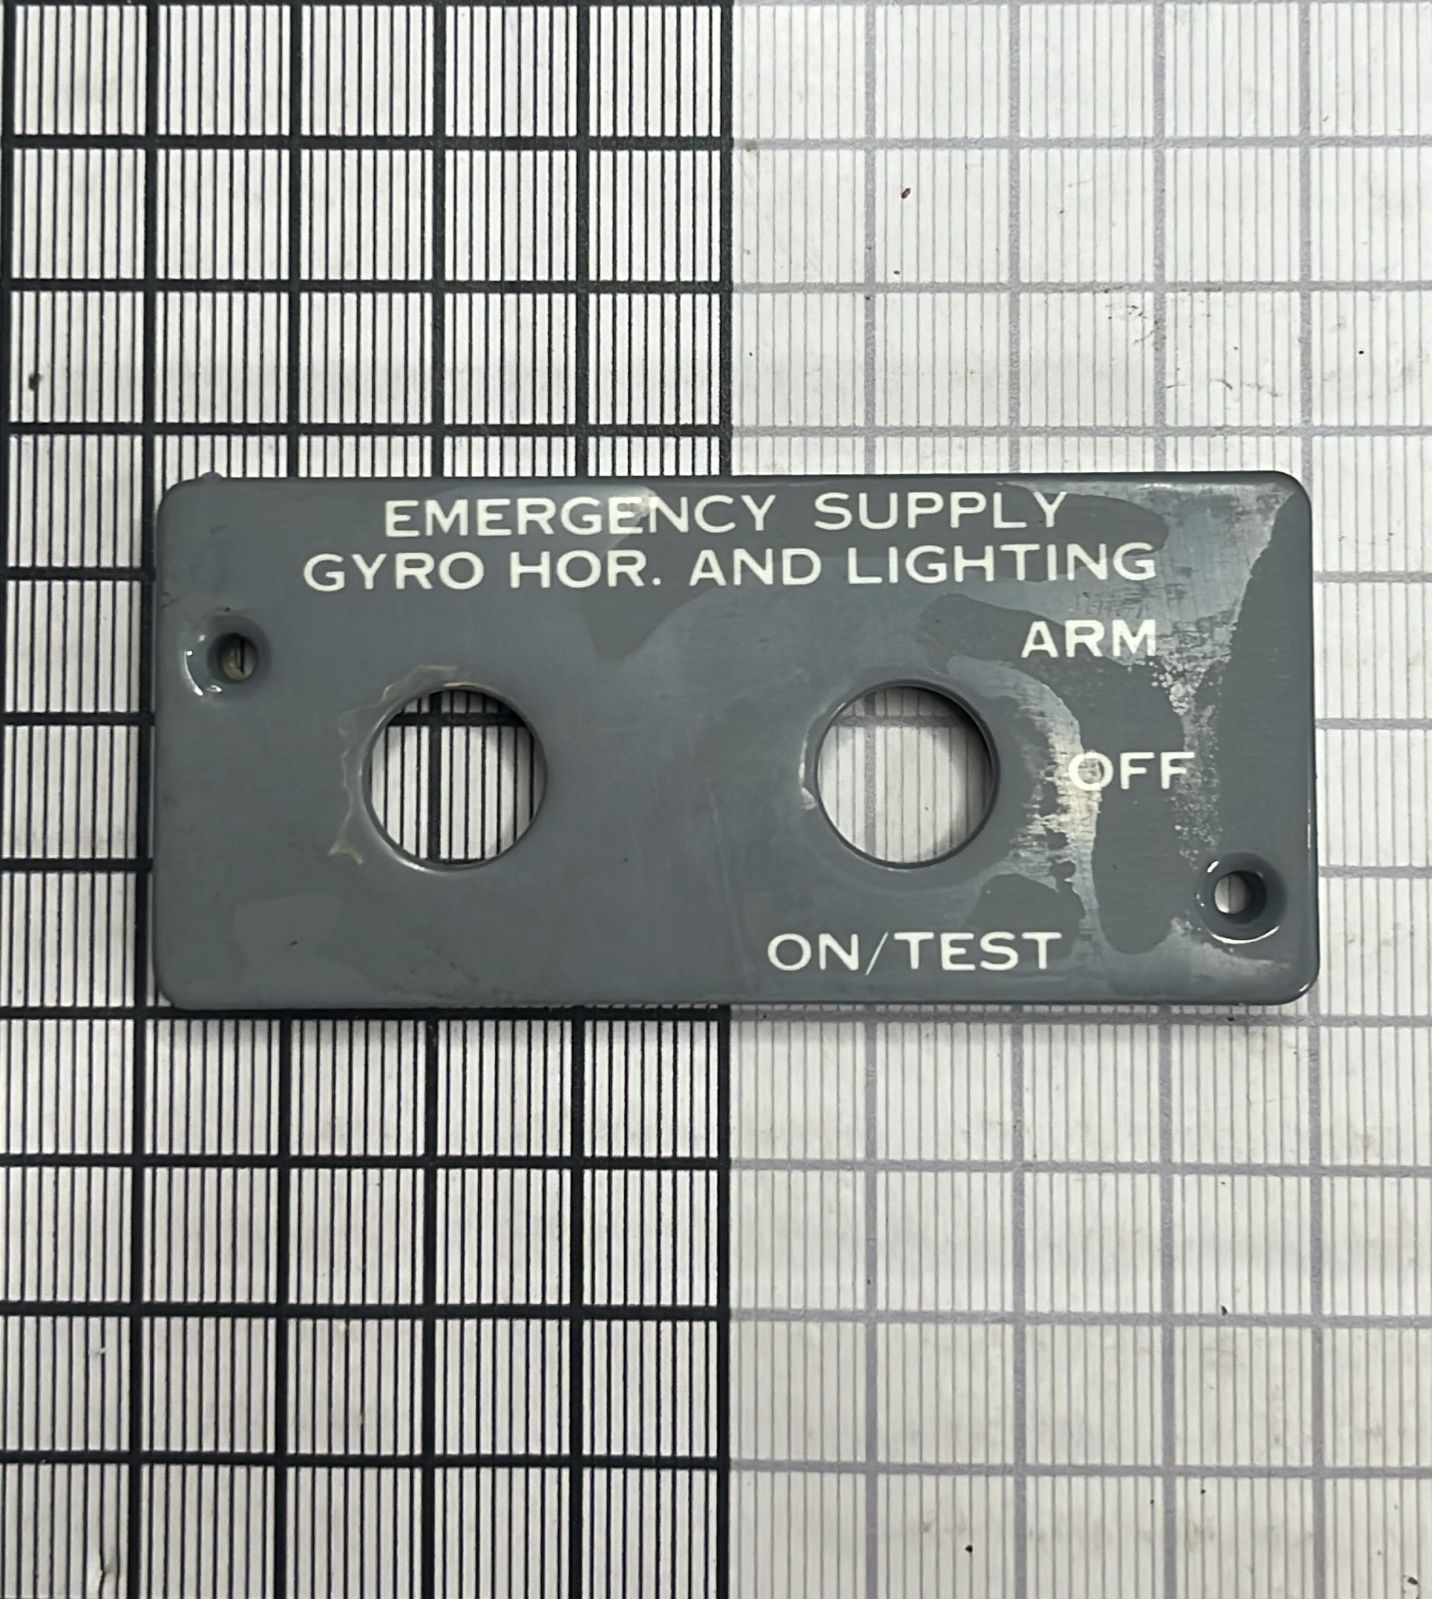 EMERGENCY SUPPLY
GYRO HOR. AND LIGHTING
ARM
OFF
ON/TEST